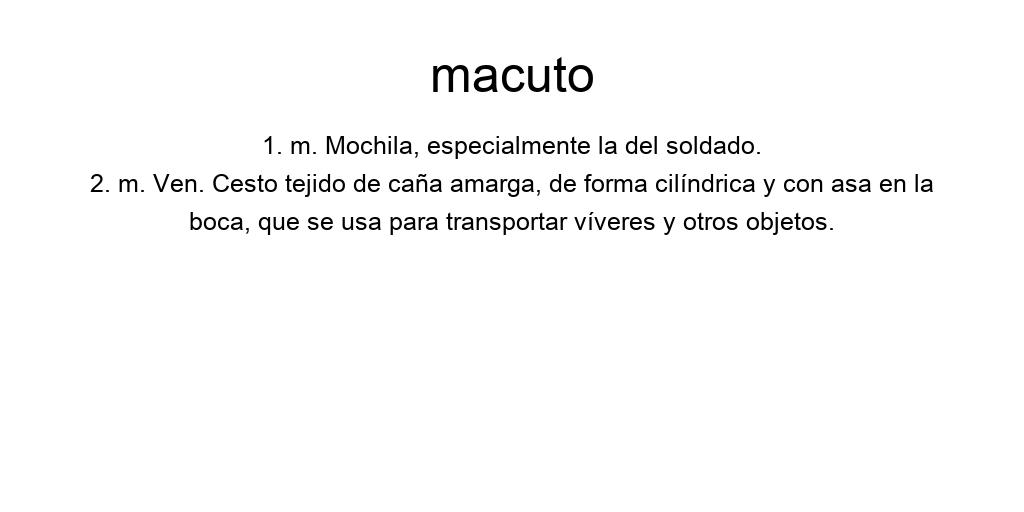 macuto
1. m. Mochila, especialmente la del soldado.
2. m. Ven. Cesto tejido de caña amarga, de forma cilíndrica y con asa en la
boca, que se usa para transportar víveres y otros objetos.